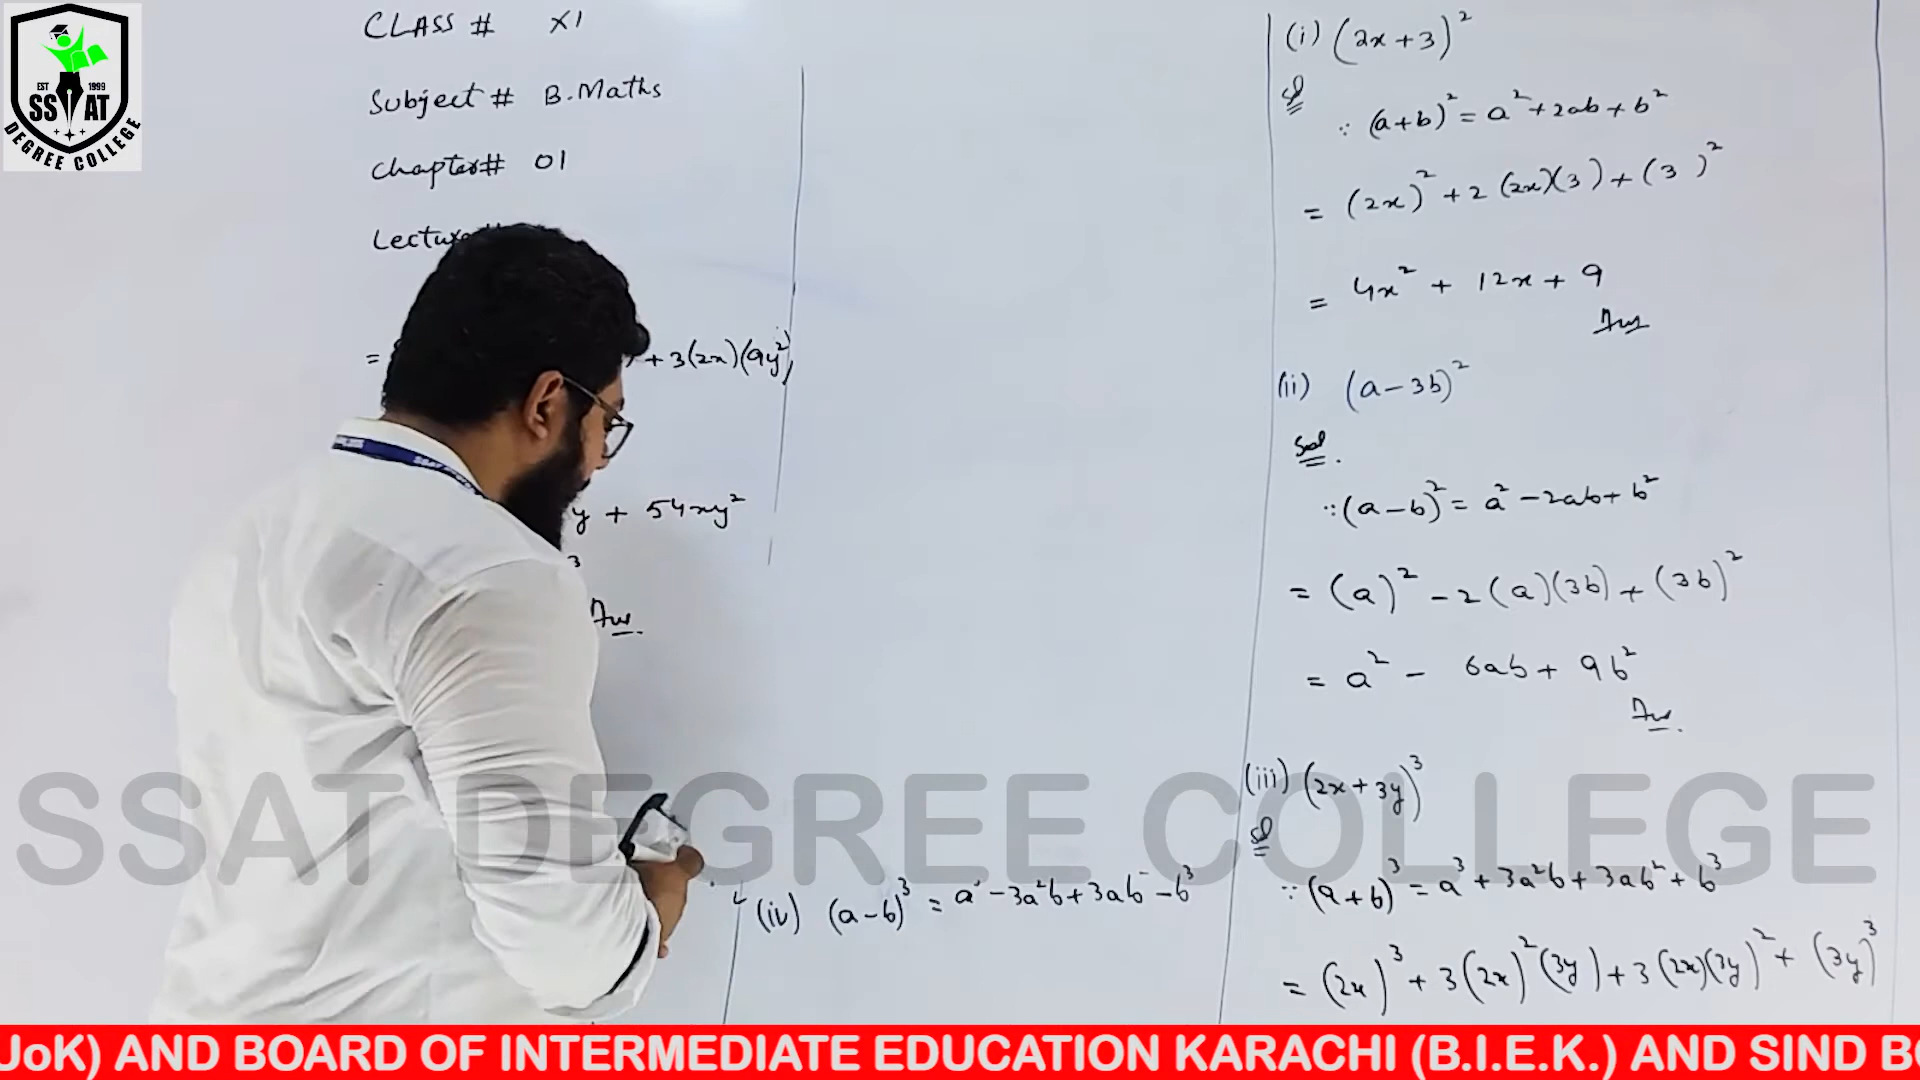 EST 1999
SSAT
DEGREE COLLEGE
CLASS # XI
Subject # B.Maths
Chapter# 01
Lecture
=
+ 3(2x)(9y²)
y + 54xy²
3
Ans.
(iv) (a-b)³ = a³ - 3a²b + 3ab² - b³
(i) (2x+3)²
Sol
∵ (a+b)² = a² + 2ab + b²
= (2x)² + 2(2x)(3) + (3)²
= 4x² + 12x + 9
Ans
(ii) (a-3b)²
Sol.
∵ (a-b)² = a² - 2ab + b²
= (a)² - 2(a)(3b) + (3b)²
= a² - 6ab + 9b²
Ans.
(iii) (2x+3y)³
Sol
∵ (a+b)³ = a³ + 3a²b + 3ab² + b³
= (2x)³ + 3(2x)²(3y) + 3(2x)(3y)² + (3y)³
SSAT DEGREE COLLEGE
JoK) AND BOARD OF INTERMEDIATE EDUCATION KARACHI (B.I.E.K.) AND SIND BO